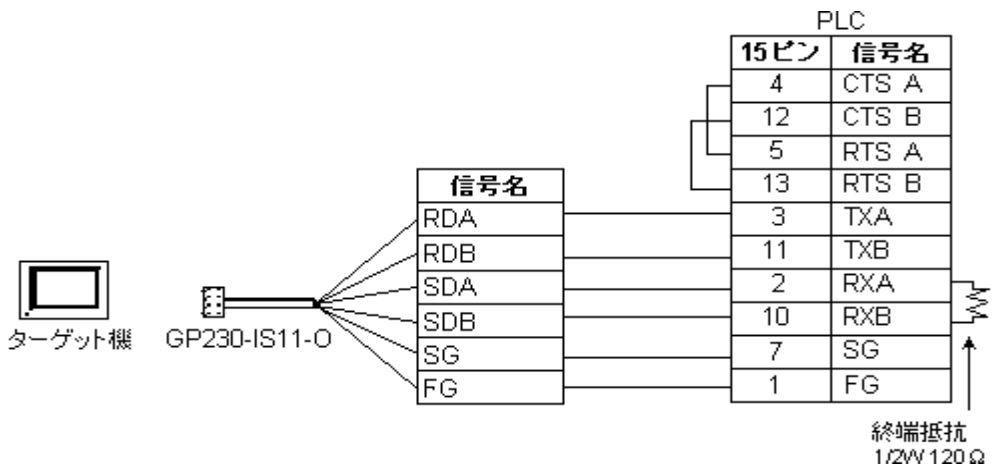 PLC
15ピン 信号名
4 CTS A
12 CTS B
5 RTS A
13 RTS B
3 TXA
11 TXB
2 RXA
10 RXB
7 SG
1 FG
信号名
RDA
RDB
SDA
SDB
SG
FG
ターゲット機
GP230-IS11-O
終端抵抗
1/2W 120Ω